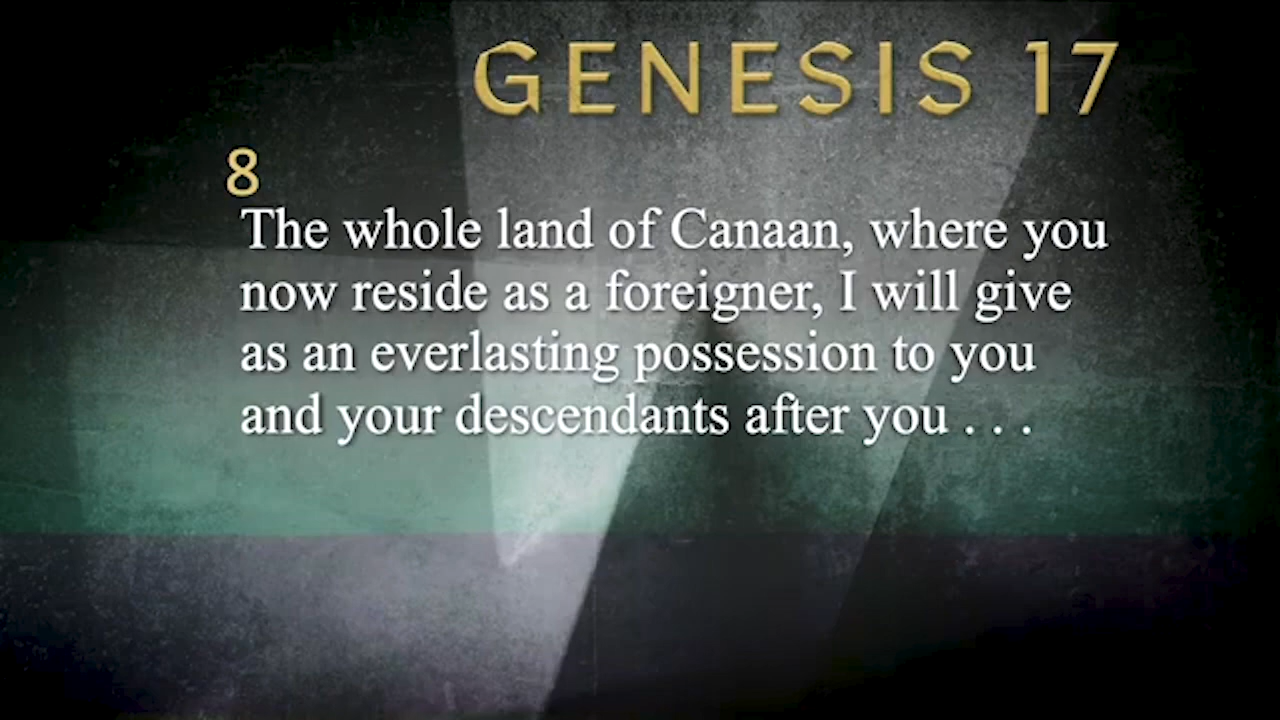 GENESIS 17
8
The whole land of Canaan, where you
now reside as a foreigner, I will give
as an everlasting possession to you
and your descendants after you . . .